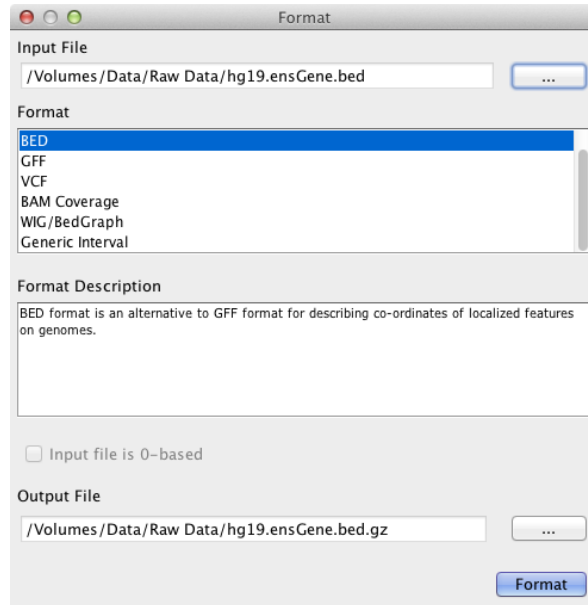 Format
Input File
/Volumes/Data/Raw Data/hg19.ensGene.bed
...
Format
BED
GFF
VCF
BAM Coverage
WIG/BedGraph
Generic Interval
Format Description
BED format is an alternative to GFF format for describing co-ordinates of localized features
on genomes.
Input file is 0-based
Output File
/Volumes/Data/Raw Data/hg19.ensGene.bed.gz
...
Format